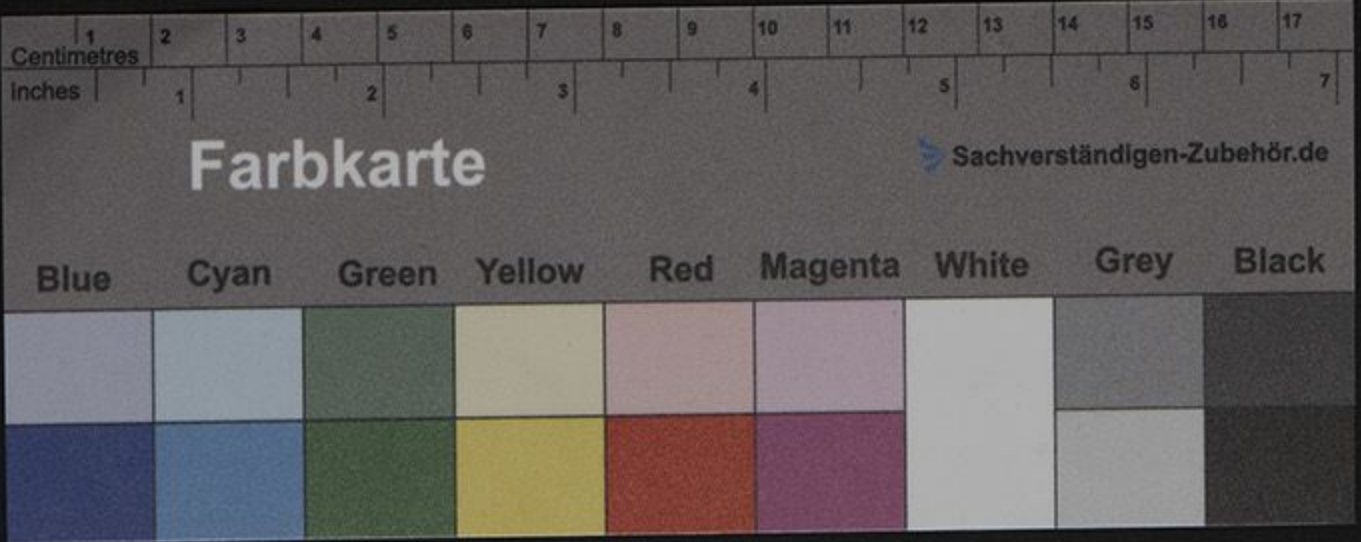 1 2 3 4 5 6 7 8 9 10 11 12 13 14 15 16 17
Centimetres
Inches 1 2 3 4 5 6 7
Farbkarte
Sachverständigen-Zubehör.de
Blue Cyan Green Yellow Red Magenta White Grey Black